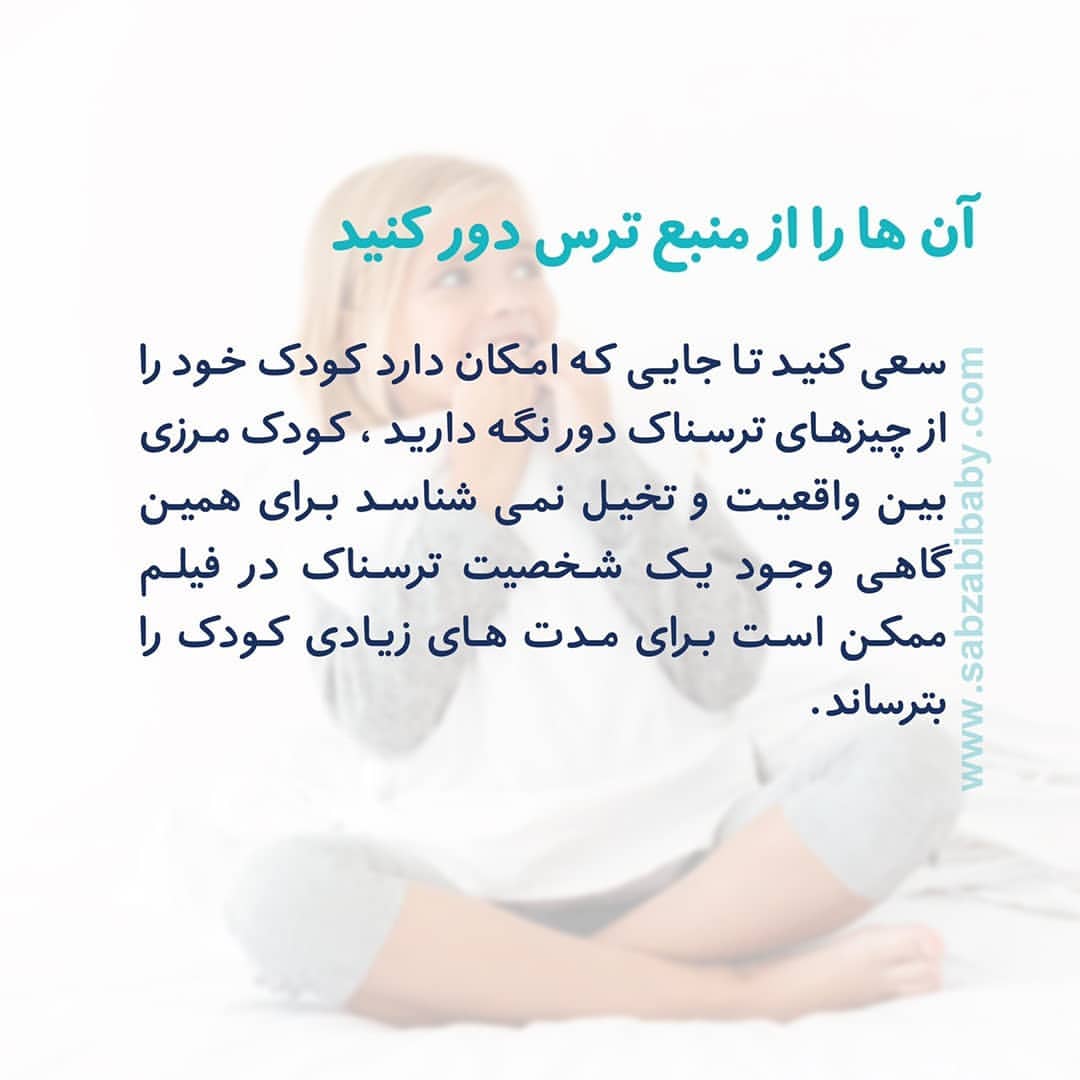 آن ها را از منبع ترس دور کنید
سعی کنید تا جایی که امکان دارد کودک خود را
از چیزهای ترسناک دور نگه دارید ، کودک مرزی
بین واقعیت و تخیل نمی شناسد برای همین
گاهی وجود یک شخصیت ترسناک در فیلم
ممکن است برای مدت های زیادی کودک را
بترساند.
www.sabzabibaby.com